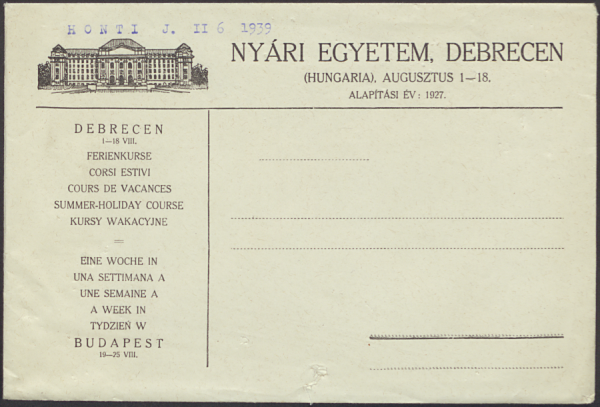 HONTI J. II 6 1939
NYÁRI EGYETEM, DEBRECEN
(HUNGARIA). AUGUSZTUS 1—18.
ALAPÍTÁSI ÉV: 1927.
DEBRECEN
1—18 VIII.
FERIENKURSE
CORSI ESTIVI
COURS DE VACANCES
SUMMER-HOLIDAY COURSE
KURSY WAKACYJNE
EINE WOCHE IN
UNA SETTIMANA A
UNE SEMAINE A
A WEEK IN
TYDZIEŃ W
BUDAPEST
19—25 VIII.